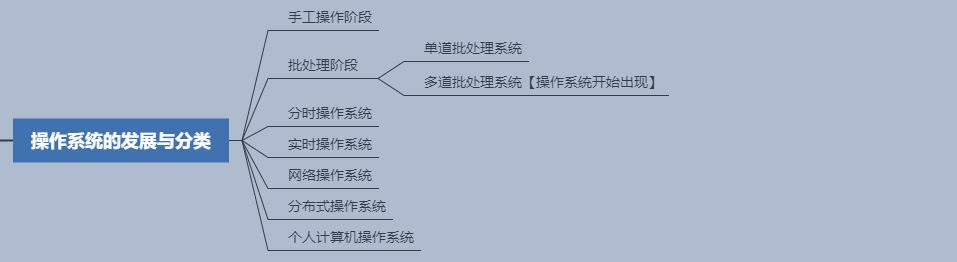 手工操作阶段
单道批处理系统
批处理阶段
多道批处理系统【操作系统开始出现】
分时操作系统
操作系统的发展与分类
实时操作系统
网络操作系统
分布式操作系统
个人计算机操作系统